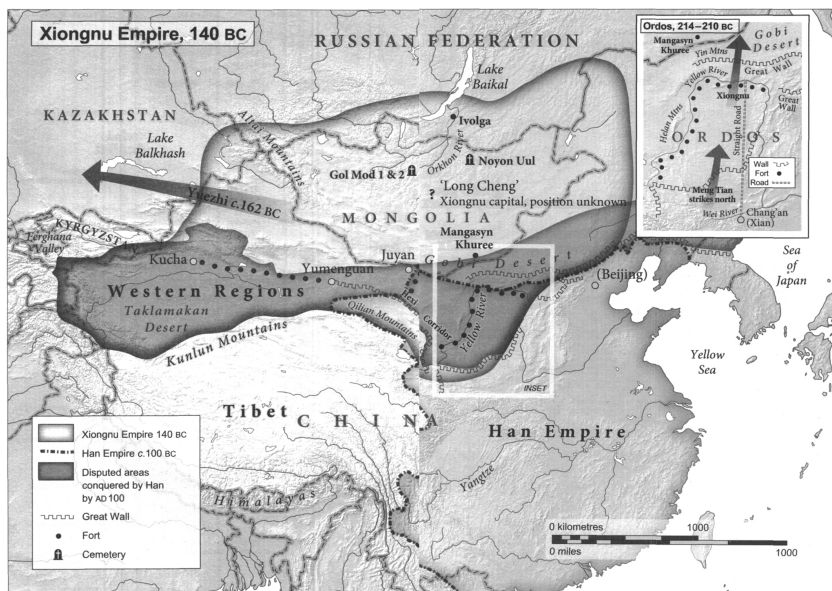 Xiongnu Empire, 140 BC
RUSSIAN FEDERATION
Lake
Baikal
KAZAKHSTAN
Altai Mountains
Ivolga
Lake
Balkhash
Orkhon River
Gol Mod 1 & 2
Noyon Uul
'Long Cheng'
? Xiongnu capital, position unknown
Yuezhi c.162 BC
MONGOLIA
KYRGYZSTAN
Ferghana
Valley
Mangasyn
Khuree
Juyan
Gobi Desert
Kucha
Yumenguan
(Beijing)
Sea
of
Japan
Western Regions
Taklamakan
Desert
Hexi
Corridor
Yellow River
Qilian Mountains
Kunlun Mountains
Yellow
Sea
INSET
Tibet
CHINA
Han Empire
Yangtze
Himalayas
Xiongnu Empire 140 BC
Han Empire c.100 BC
Disputed areas
conquered by Han
by AD 100
Great Wall
Fort
Cemetery
0 kilometres 1000
0 miles 1000
Ordos, 214–210 BC
Mangasyn
Khuree
Gobi
Desert
Yin Mtns
Great Wall
Yellow River
Xiongnu
Great
Wall
Helan Mtns
ORDOS
Straight Road
Wall
Fort
Road
Meng Tian
strikes north
Wei River
Chang'an
(Xian)